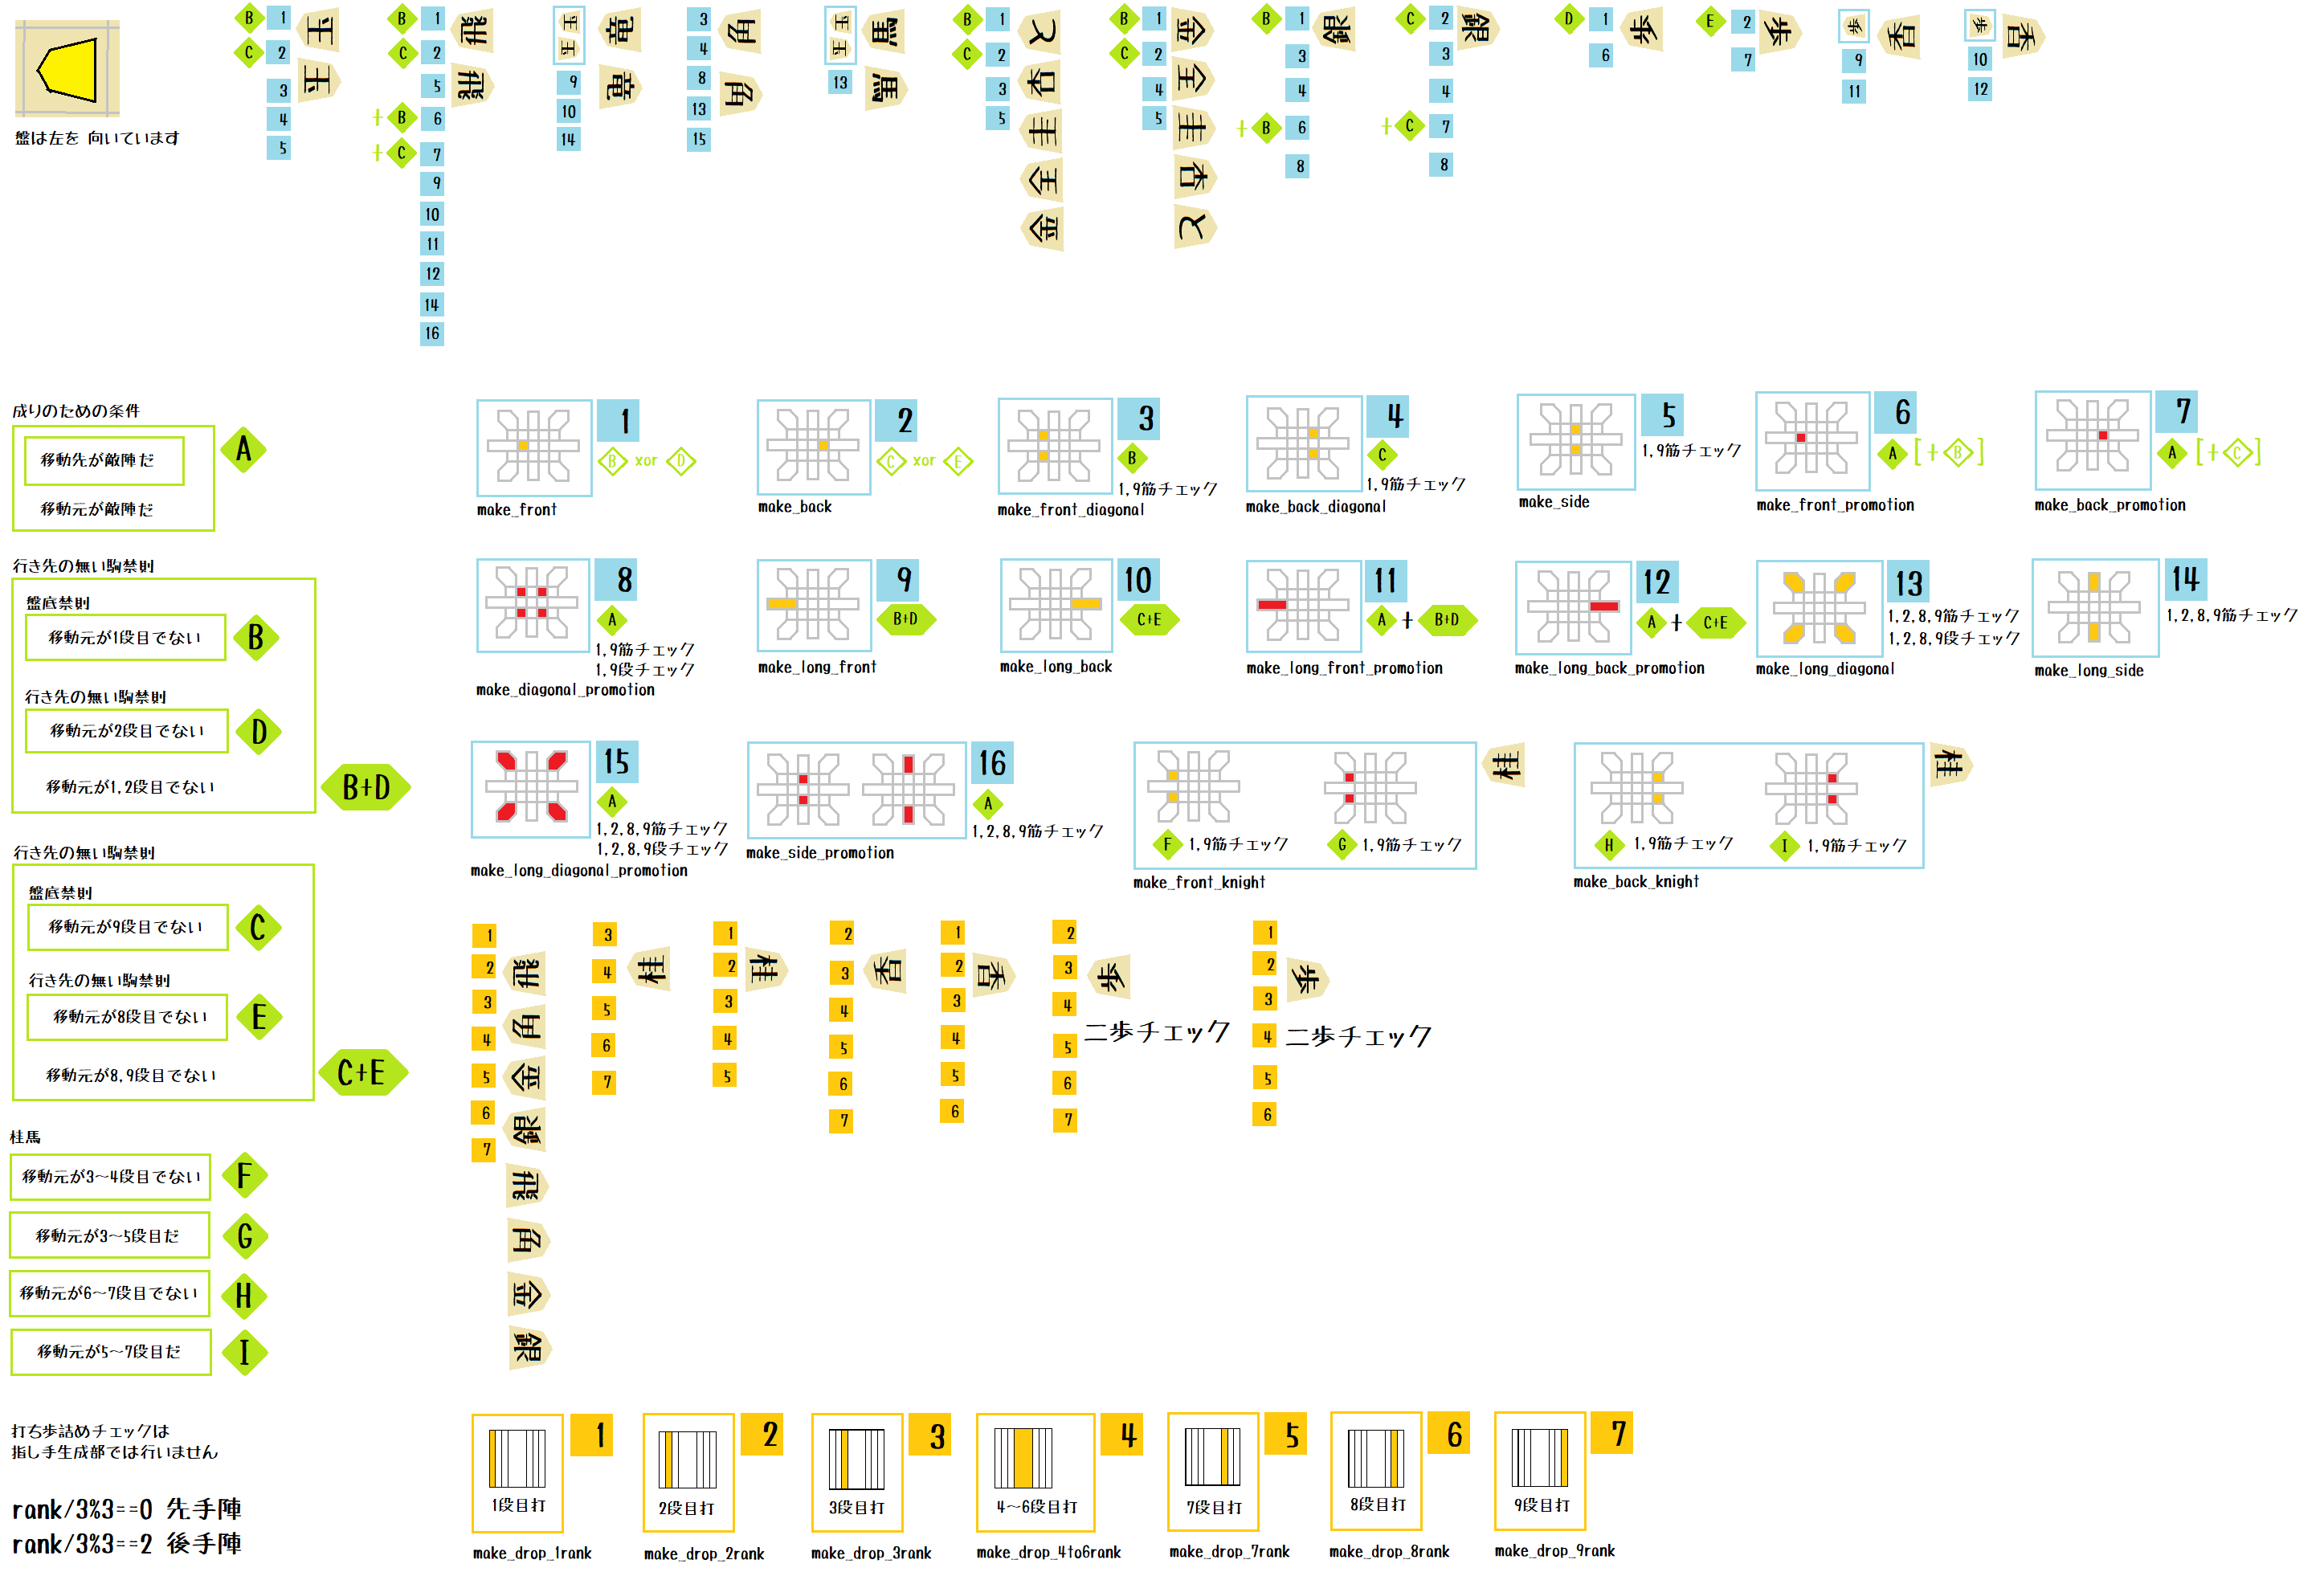 盤は左を 向いています
B 1
C 2
3
4
5
玉
玉
B 1
C 2
5
+ B 6
+ C 7
9
10
11
12
14
16
飛
飛
玉
玉
9
10
14
竜
竜
3
4
8
13
15
角
角
玉
玉
13
馬
馬
B 1
C 2
3
5
と
杏
圭
全
金
B 1
C 2
4
5
金
全
圭
杏
と
B 1
3
4
+ B 6
8
銀
C 2
3
4
+ C 7
8
銀
D 1
6
歩
E 2
7
歩
歩
9
11
香
歩
10
12
香
成りのための条件
移動先が敵陣だ
移動元が敵陣だ
A
行き先の無い駒禁則
盤底禁則
移動元が1段目でない
B
行き先の無い駒禁則
移動元が2段目でない
D
移動元が1,2段目でない
B+D
行き先の無い駒禁則
盤底禁則
移動元が9段目でない
C
行き先の無い駒禁則
移動元が8段目でない
E
移動元が8,9段目でない
C+E
桂馬
移動元が3～4段目でない
F
移動元が3～5段目だ
G
移動元が6～7段目でない
H
移動元が5～7段目だ
I
打ち歩詰めチェックは
指し手生成部では行いません
rank/3%3==0 先手陣
rank/3%3==2 後手陣
1
B xor D
make_front
2
C xor E
make_back
3
B
1,9筋チェック
make_front_diagonal
4
C
1,9筋チェック
make_back_diagonal
5
1,9筋チェック
make_side
6
A [+ B ]
make_front_promotion
7
A [+ C ]
make_back_promotion
8
A
1,9筋チェック
1,9段チェック
make_diagonal_promotion
9
B+D
make_long_front
10
C+E
make_long_back
11
A + B+D
make_long_front_promotion
12
A + C+E
make_long_back_promotion
13
1,2,8,9筋チェック
1,2,8,9段チェック
make_long_diagonal
14
1,2,8,9筋チェック
make_long_side
15
A
1,2,8,9筋チェック
1,2,8,9段チェック
make_long_diagonal_promotion
16
A
1,2,8,9筋チェック
make_side_promotion
桂
F 1,9筋チェック
G 1,9筋チェック
make_front_knight
桂
H 1,9筋チェック
I 1,9筋チェック
make_back_knight
1
2
3
4
5
6
7
飛
角
金
銀
飛
角
金
銀
3
4
5
6
7
桂
1
2
3
4
5
桂
2
3
4
5
6
7
香
1
2
3
4
5
6
香
2
3
4
5
6
7
歩
二歩チェック
1
2
3
4
5
6
歩
二歩チェック
1
1段目打
make_drop_1rank
2
2段目打
make_drop_2rank
3
3段目打
make_drop_3rank
4
4～6段目打
make_drop_4to6rank
5
7段目打
make_drop_7rank
6
8段目打
make_drop_8rank
7
9段目打
make_drop_9rank